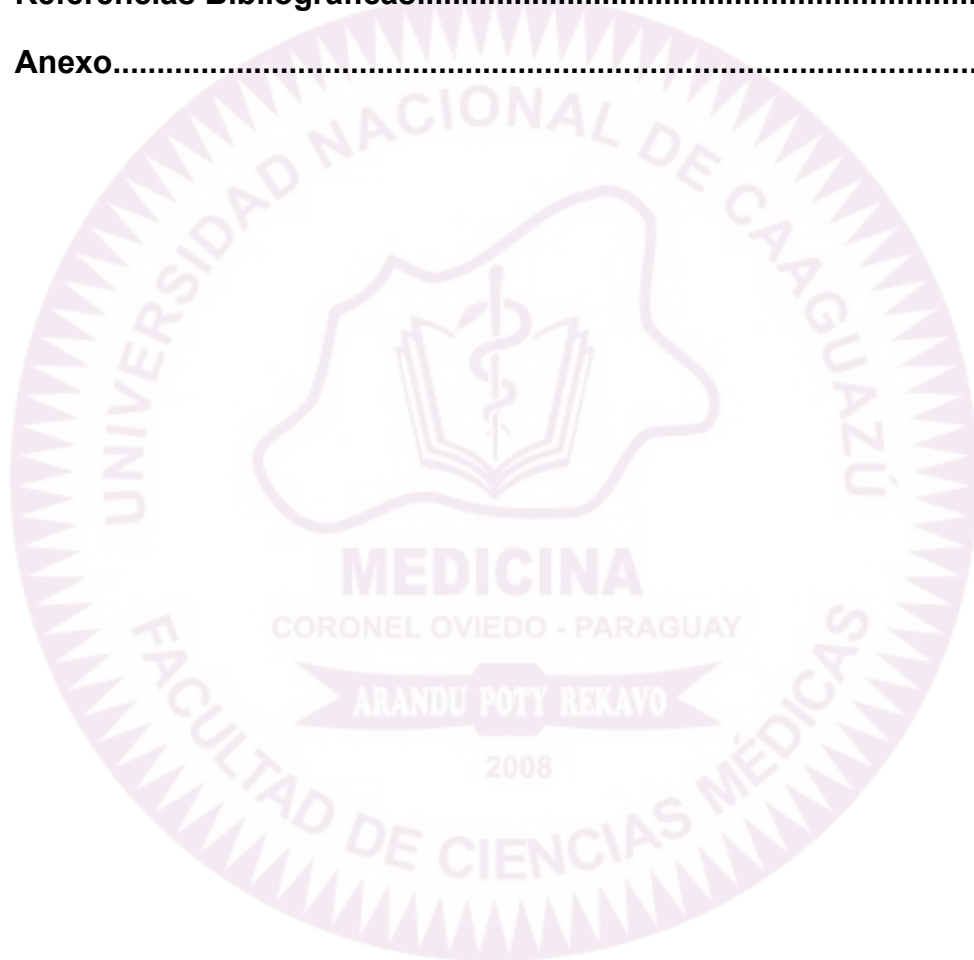 Referencias Bibliográficas................................................................
Anexo....................................................................................................
UNIVERSIDAD NACIONAL DE CAAGUAZÚ
MEDICINA
CORONEL OVIEDO - PARAGUAY
ARANDU POTY REKAVO
2008
FACULTAD DE CIENCIAS MÉDICAS